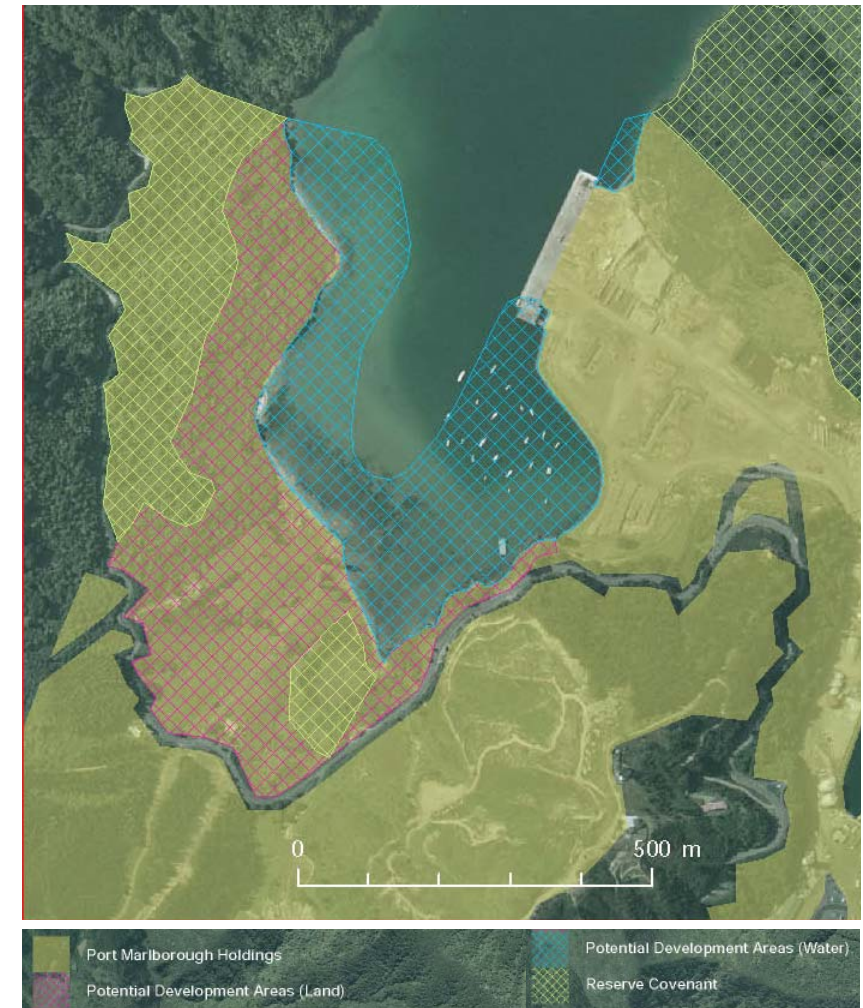 0
500 m
Port Marlborough Holdings
Potential Development Areas (Land)
Potential Development Areas (Water)
Reserve Covenant